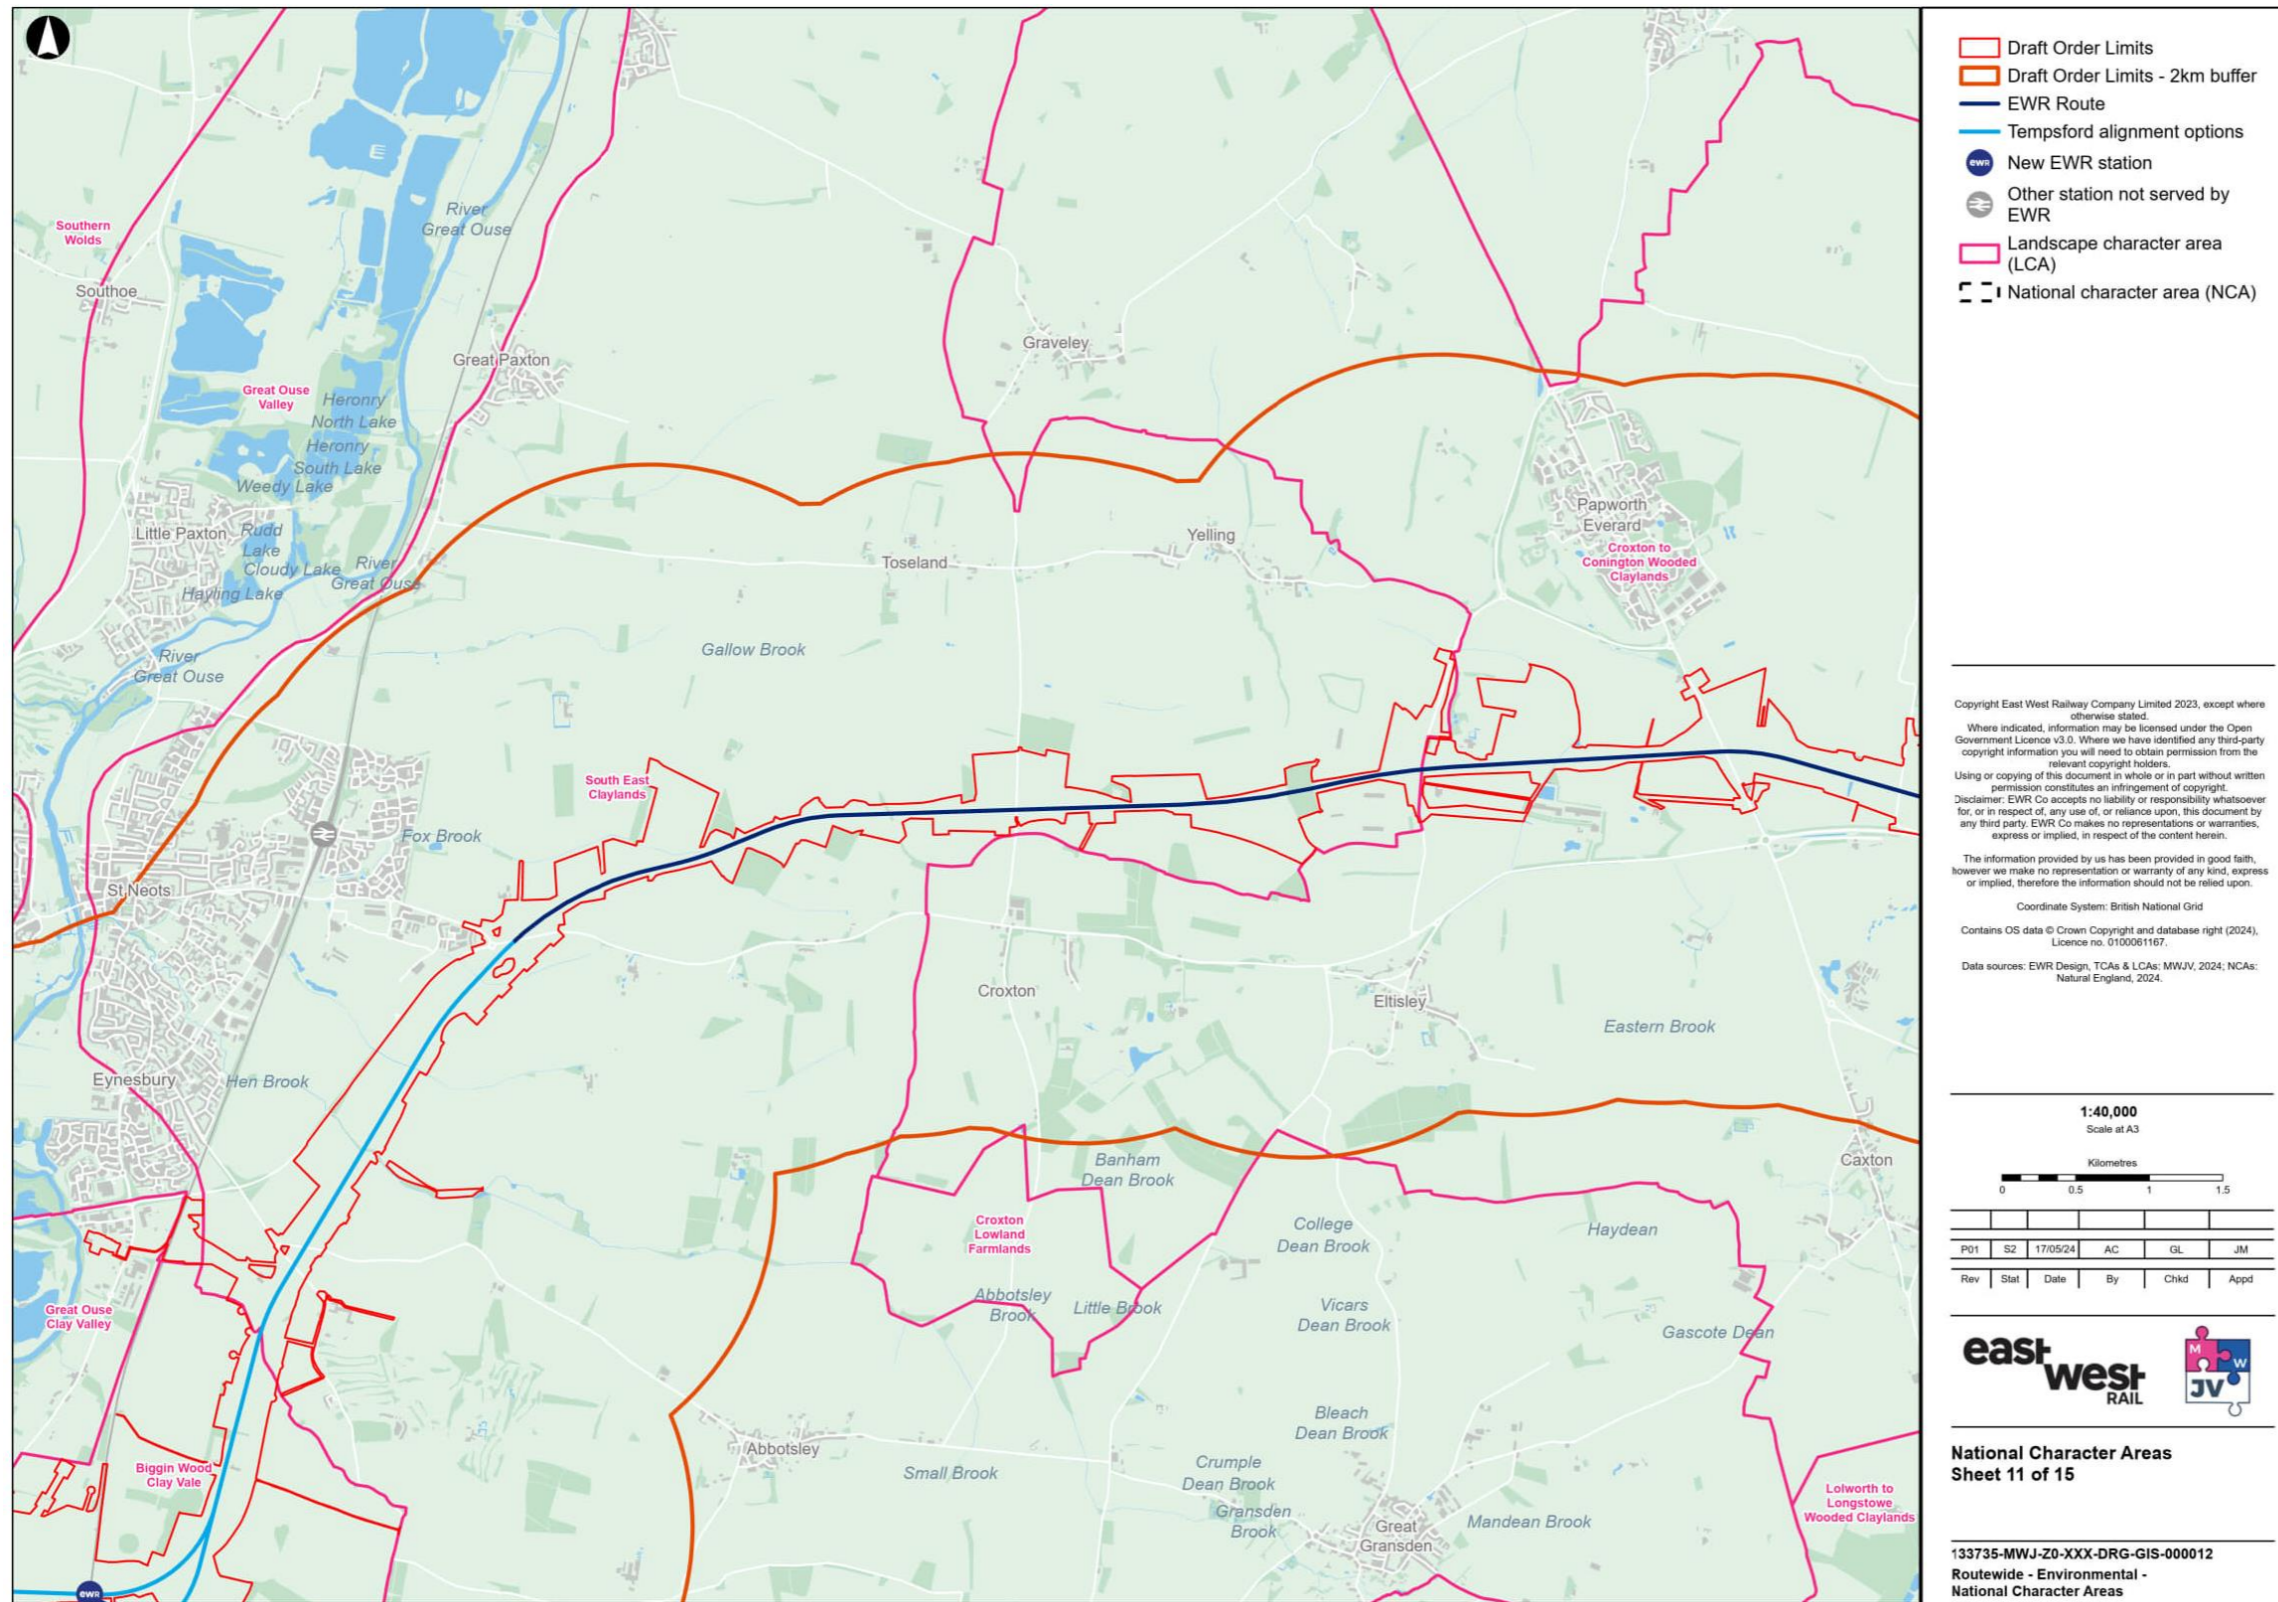 Southern
Wolds
Southoe
River
Great Ouse
Great Paxton
Great Ouse
Valley
Heronry
North Lake
Heronry
South Lake
Weedy Lake
Little Paxton
Rudd
Lake
Cloudy Lake
River
Great Ouse
Hayling Lake
River
Great Ouse
Graveley
Toseland
Yelling
Papworth
Everard
Croxton to
Conington Wooded
Claylands
Gallow Brook
South East
Claylands
Fox Brook
St Neots
Croxton
Eltisley
Eastern Brook
Eynesbury
Hen Brook
Caxton
Banham
Dean Brook
Croxton
Lowland
Farmlands
College
Dean Brook
Haydean
Abbotsley
Brook
Little Brook
Vicars
Dean Brook
Gascote Dean
Great Ouse
Clay Valley
Biggin Wood
Clay Vale
Abbotsley
Small Brook
Bleach
Dean Brook
Crumple
Dean Brook
Gransden
Brook
Great
Gransden
Mandean Brook
Lolworth to
Longstowe
Wooded Claylands
ewr
Draft Order Limits
Draft Order Limits - 2km buffer
EWR Route
Tempsford alignment options
ewr New EWR station
Other station not served by
EWR
Landscape character area
(LCA)
National character area (NCA)
Copyright East West Railway Company Limited 2023, except where
otherwise stated.
Where indicated, information may be licensed under the Open
Government Licence v3.0. Where we have identified any third-party
copyright information you will need to obtain permission from the
relevant copyright holders.
Using or copying of this document in whole or in part without written
permission constitutes an infringement of copyright.
Disclaimer: EWR Co accepts no liability or responsibility whatsoever
for, or in respect of, any use of, or reliance upon, this document by
any third party. EWR Co makes no representations or warranties,
express or implied, in respect of the content herein.
The information provided by us has been provided in good faith,
however we make no representation or warranty of any kind, express
or implied, therefore the information should not be relied upon.
Coordinate System: British National Grid
Contains OS data © Crown Copyright and database right (2024),
Licence no. 0100061167.
Data sources: EWR Design, TCAs & LCAs: MWJV, 2024; NCAs:
Natural England, 2024.
1:40,000
Scale at A3
Kilometres
0 0.5 1 1.5
P01 S2 17/05/24 AC GL JM
Rev Stat Date By Chkd Appd
east
west
RAIL
M
W
JV
National Character Areas
Sheet 11 of 15
133735-MWJ-Z0-XXX-DRG-GIS-000012
Routewide - Environmental -
National Character Areas